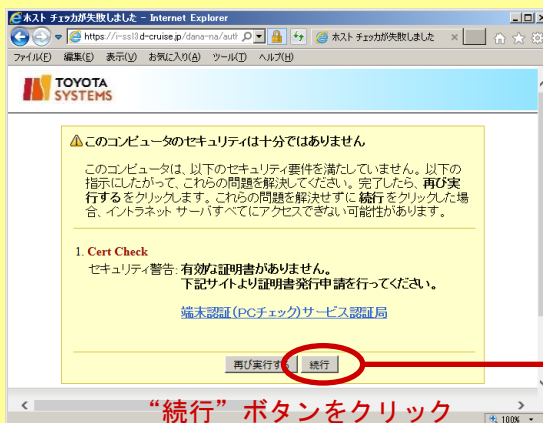 ホスト チェッカが失敗しました - Internet Explorer
https://i-ssl3.d-cruise.jp/dana-na/auth
ホスト チェッカが失敗しました
ファイル(F) 編集(E) 表示(V) お気に入り(A) ツール(T) ヘルプ(H)
TOYOTA
SYSTEMS
このコンピュータのセキュリティは十分ではありません
このコンピュータは、以下のセキュリティ要件を満たしていません。以下の
指示にしたがって、これらの問題を解決してください。完了したら、再び実
行する をクリックします。これらの問題を解決せずに 続行 をクリックした場
合、イントラネット サーバすべてにアクセスできない可能性があります。
1. Cert Check
セキュリティ警告: 有効な証明書がありません。
下記サイトより証明書発行申請を行ってください。
端末認証(PCチェック)サービス認証局
再び実行する 続行
“続行”ボタンをクリック
100%